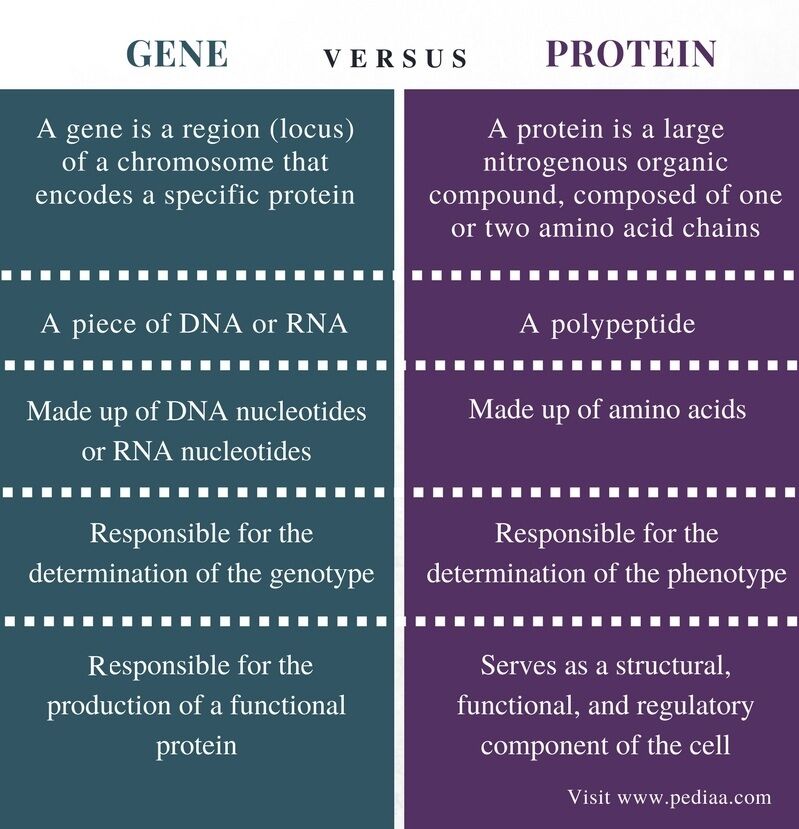 GENE VERSUS PROTEIN
A gene is a region (locus)
of a chromosome that
encodes a specific protein
A protein is a large
nitrogenous organic
compound, composed of one
or two amino acid chains
A piece of DNA or RNA
A polypeptide
Made up of DNA nucleotides
or RNA nucleotides
Made up of amino acids
Responsible for the
determination of the genotype
Responsible for the
determination of the phenotype
Responsible for the
production of a functional
protein
Serves as a structural,
functional, and regulatory
component of the cell
Visit www.pediaa.com